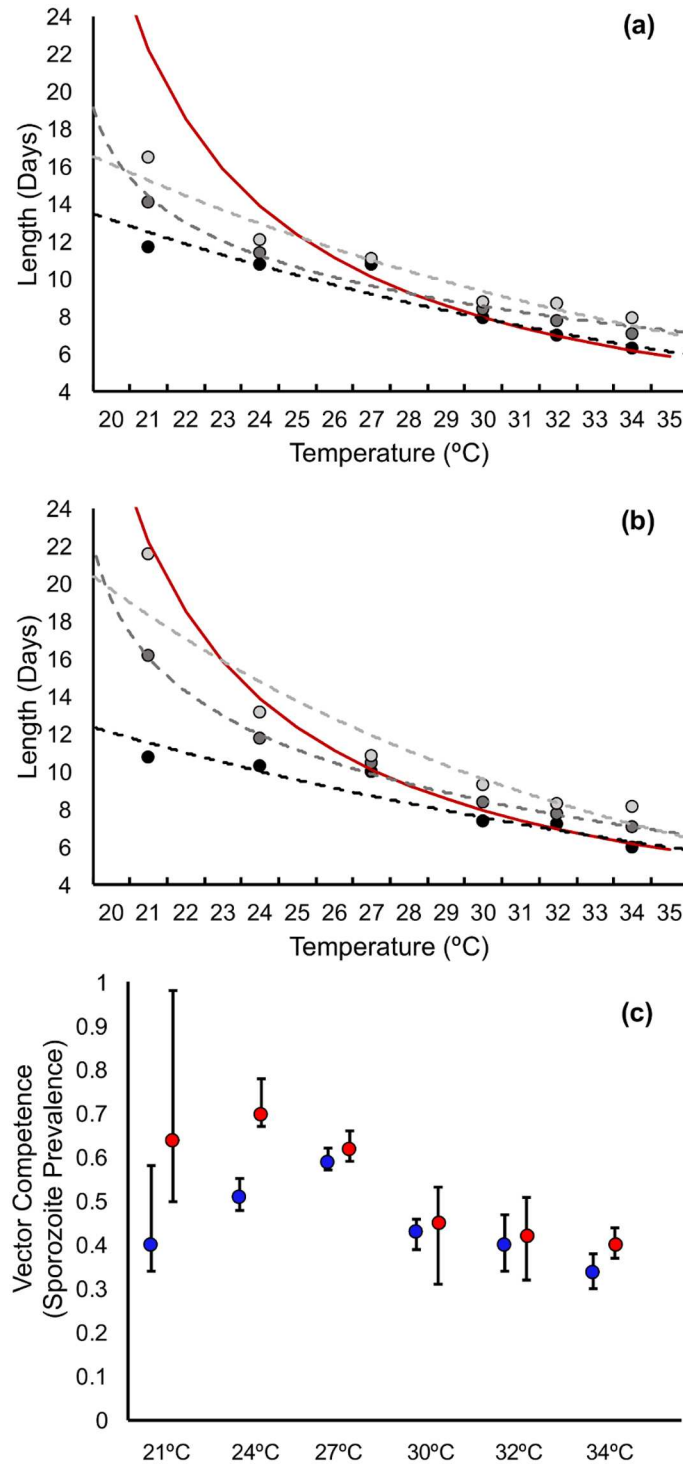 (a)
24
22
20
18
16
14
12
10
8
6
4
Length (Days)
20 21 22 24 25 26 27 28 29 30 31 32 33 34 35
Temperature (ºC)
(b)
24
22
20
18
16
14
12
10
8
6
4
Length (Days)
20 21 22 24 25 26 27 28 29 30 31 32 33 34 35
Temperature (ºC)
(c)
1
0.9
0.8
0.7
0.6
0.5
0.4
0.3
0.2
0.1
0
Vector Competence
(Sporozoite Prevalence)
21ºC 24ºC 27ºC 30ºC 32ºC 34ºC